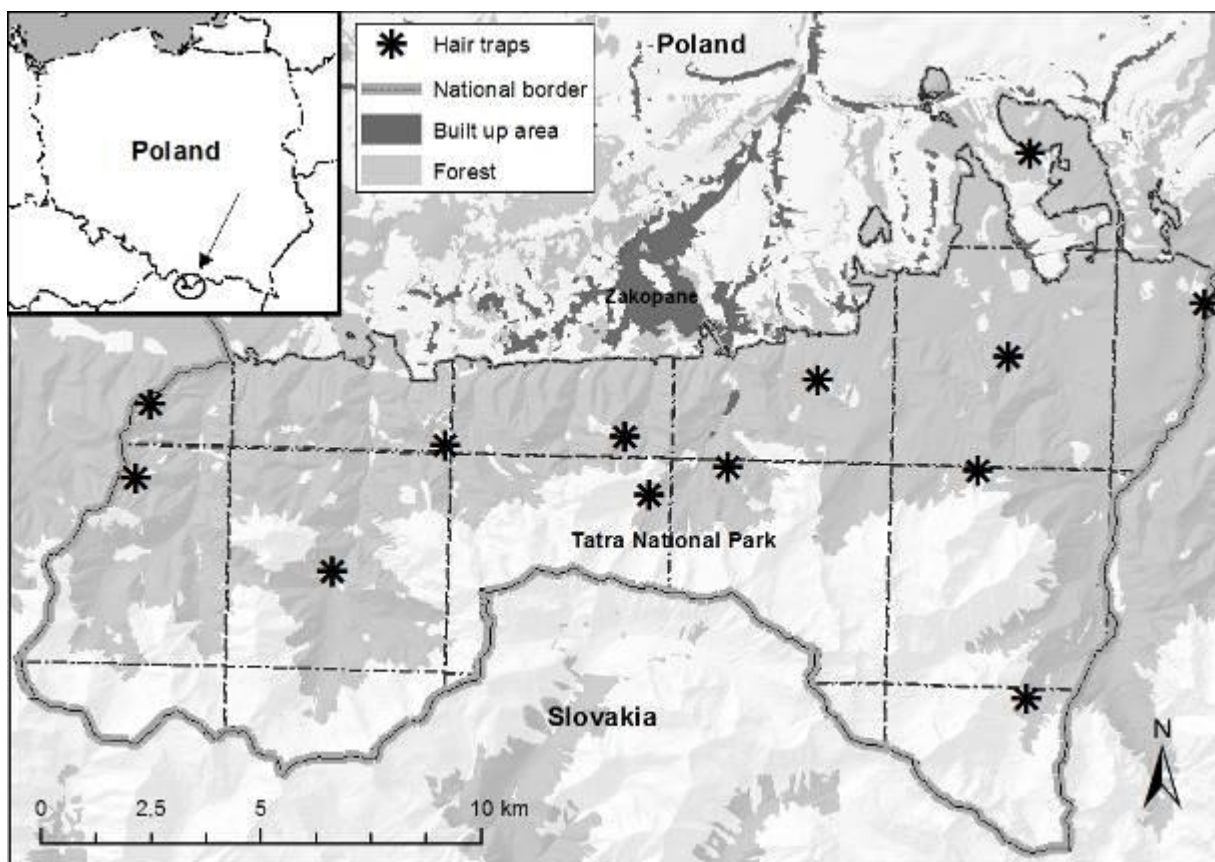 Poland
Hair traps
National border
Built up area
Forest
Poland
Zakopane
Tatra National Park
Slovakia
N
0 2.5 5 10 km